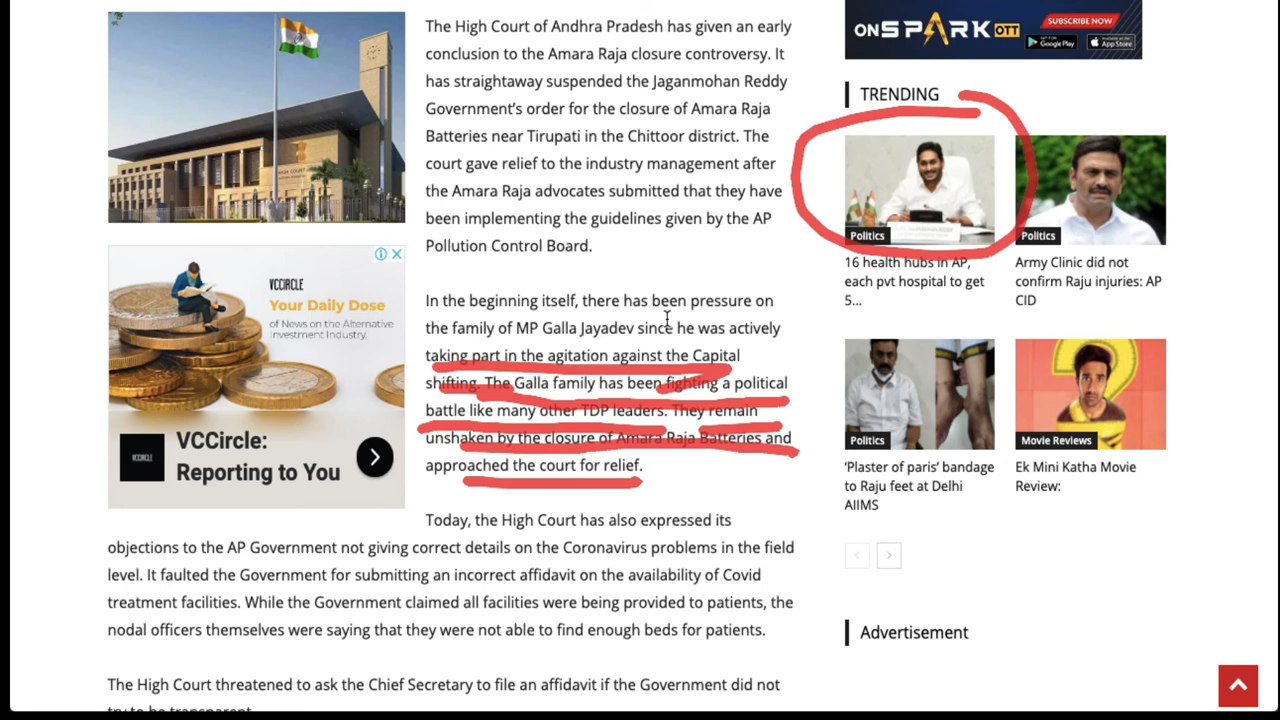 The High Court of Andhra Pradesh has given an early
conclusion to the Amara Raja closure controversy. It
has straightaway suspended the Jaganmohan Reddy
Government's order for the closure of Amara Raja
Batteries near Tirupati in the Chittoor district. The
court gave relief to the industry management after
the Amara Raja advocates submitted that they have
been implementing the guidelines given by the AP
Pollution Control Board.
In the beginning itself, there has been pressure on
the family of MP Galla Jayadev since he was actively
taking part in the agitation against the Capital
shifting. The Galla family has been fighting a political
battle like many other TDP leaders. They remain
unshaken by the closure of Amara Raja Batteries and
approached the court for relief.
Today, the High Court has also expressed its
objections to the AP Government not giving correct details on the Coronavirus problems in the field
level. It faulted the Government for submitting an incorrect affidavit on the availability of Covid
treatment facilities. While the Government claimed all facilities were being provided to patients, the
nodal officers themselves were saying that they were not able to find enough beds for patients.
The High Court threatened to ask the Chief Secretary to file an affidavit if the Government did not
try to be transparent
VCCIRCLE
Your Daily Dose
of News on the Alternative
Investment Industry.
VCCIRCLE
VCCircle:
Reporting to You
ON SPARK OTT
SUBSCRIBE NOW
Google Play
App Store
TRENDING
Politics
16 health hubs in AP,
each pvt hospital to get
5...
Politics
Army Clinic did not
confirm Raju injuries: AP
CID
Politics
'Plaster of paris' bandage
to Raju feet at Delhi
AIIMS
Movie Reviews
Ek Mini Katha Movie
Review:
Advertisement